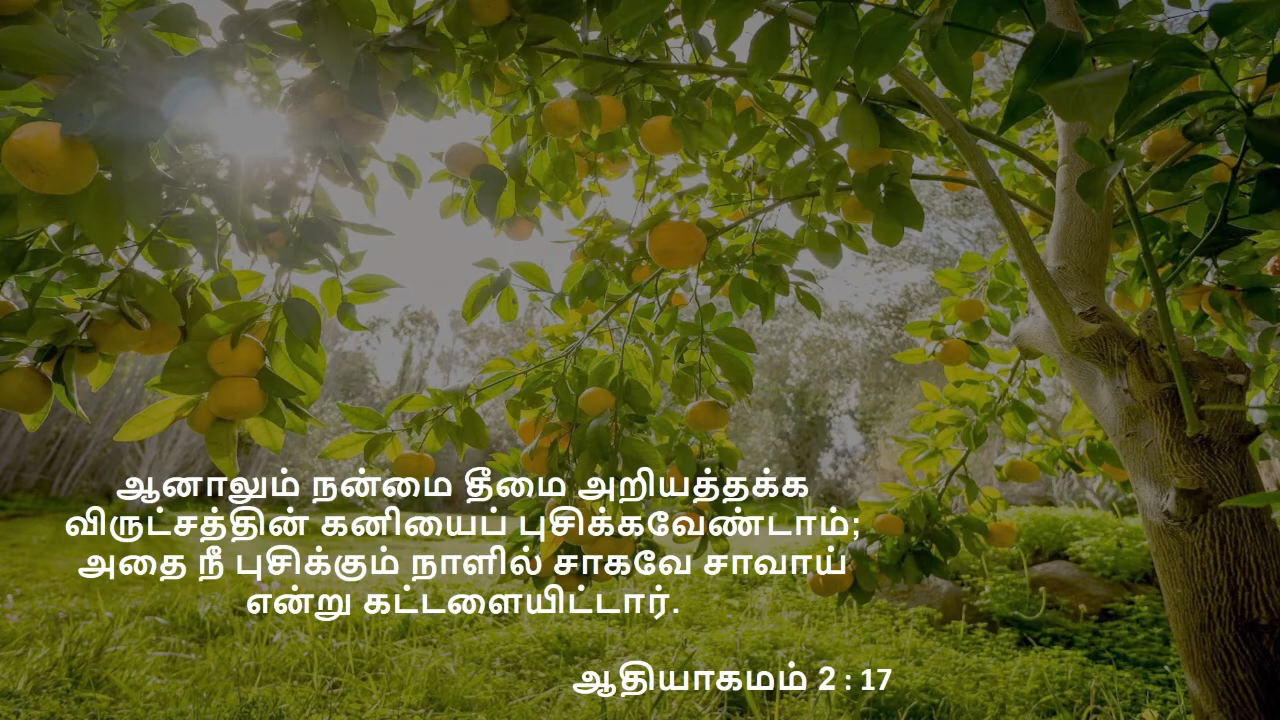 ஆனாலும் நன்மை தீமை அறியத்தக்க
விருட்சத்தின் கனியைப் புசிக்கவேண்டாம்;
அதை நீ புசிக்கும் நாளில் சாகவே சாவாய்
என்று கட்டளையிட்டார்.
ஆதியாகமம் 2 : 17